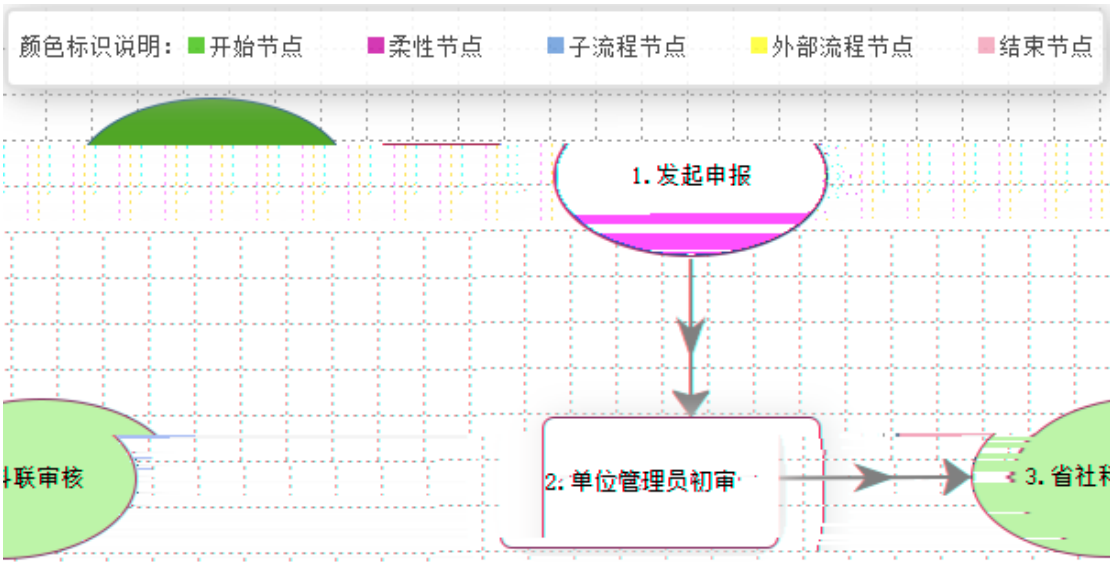 颜色标识说明: 开始节点 柔性节点 子流程节点 外部流程节点 结束节点
1.发起申报
联审核
2.单位管理员初审
3.省社科